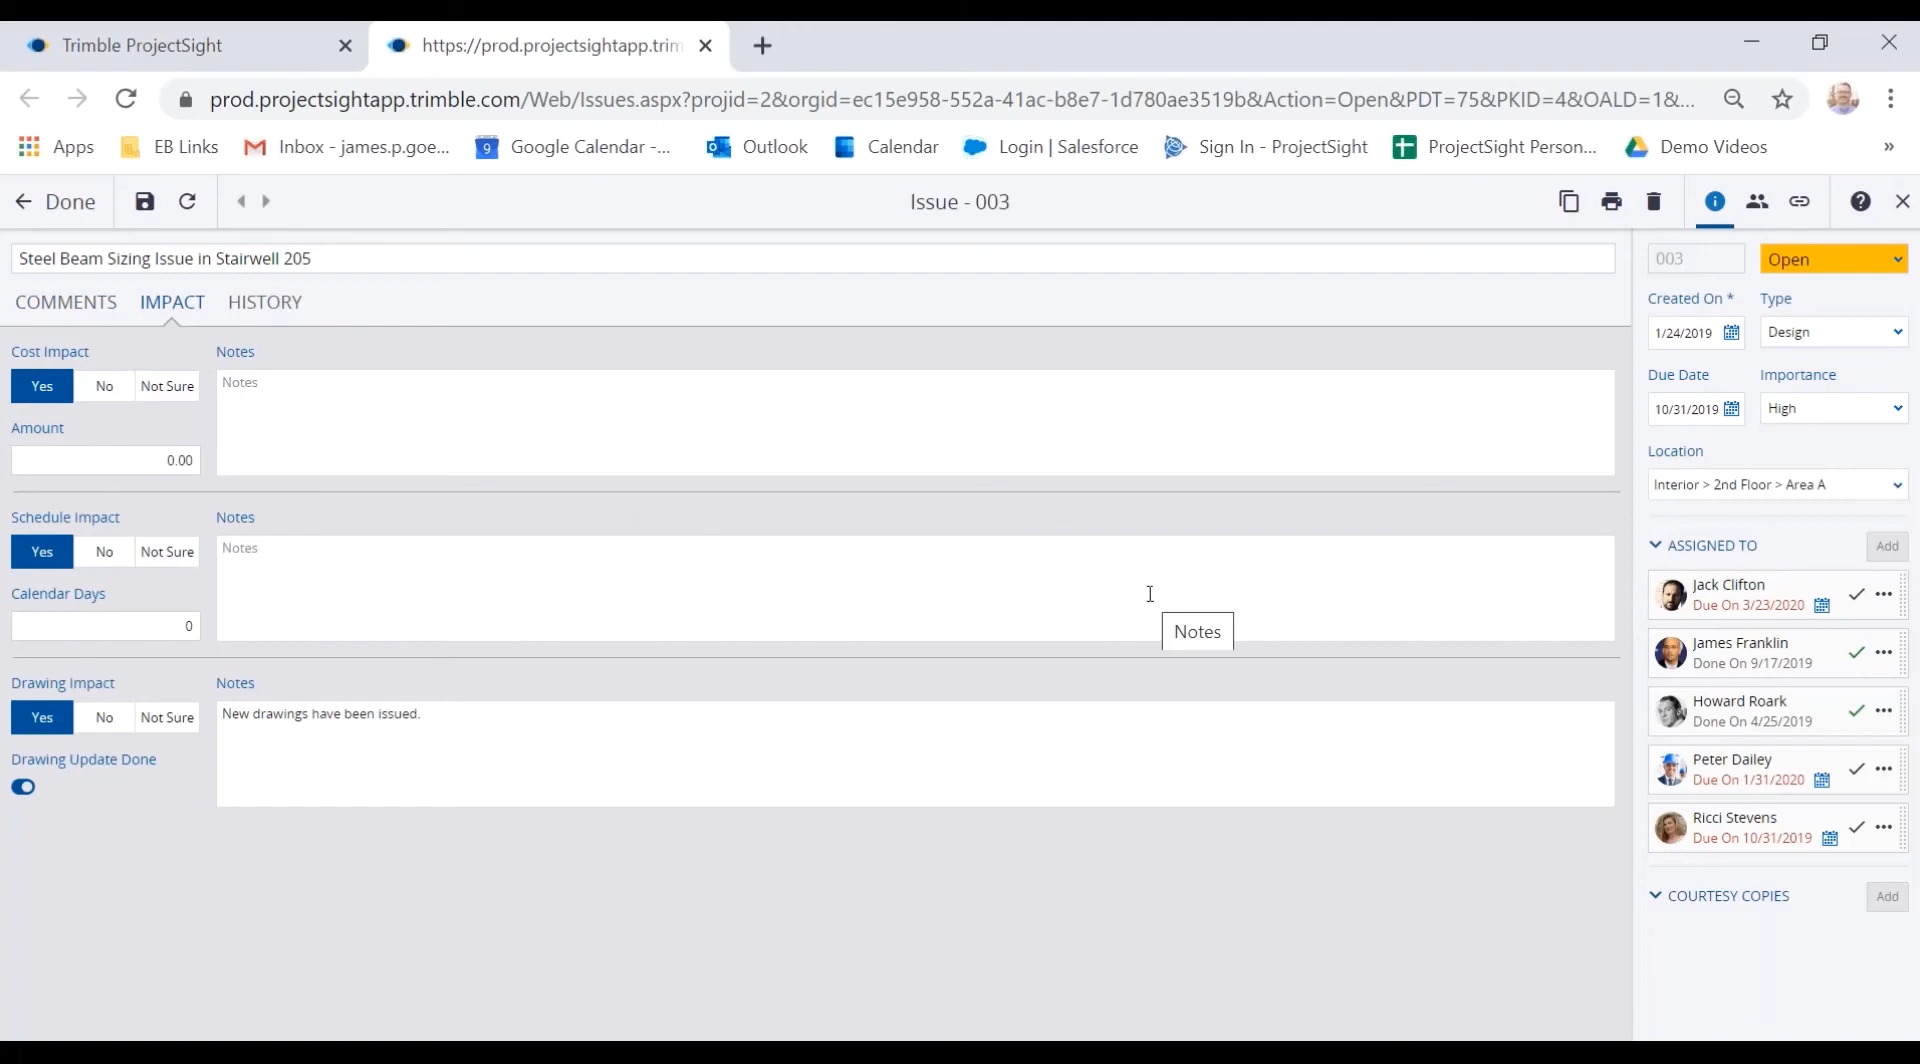 Trimble ProjectSight
https://prod.projectsightapp.trim
prod.projectsightapp.trimble.com/Web/Issues.aspx?projid=2&orgid=ec15e958-552a-41ac-b8e7-1d780ae3519b&Action=Open&PDT=75&PKID=4&OALD=1&...
Apps EB Links Inbox - james.p.goe... 9 Google Calendar -... Outlook Calendar Login | Salesforce Sign In - ProjectSight ProjectSight Person... Demo Videos »
Done Issue - 003
Steel Beam Sizing Issue in Stairwell 205
COMMENTS IMPACT HISTORY
Cost Impact Notes
Yes No Not Sure Notes
Amount
0.00
Schedule Impact Notes
Yes No Not Sure Notes
Calendar Days
0
Notes
Drawing Impact Notes
Yes No Not Sure New drawings have been issued.
Drawing Update Done
003 Open
Created On * Type
1/24/2019 Design
Due Date Importance
10/31/2019 High
Location
Interior > 2nd Floor > Area A
ASSIGNED TO Add
Jack Clifton
Due On 3/23/2020
James Franklin
Done On 9/17/2019
Howard Roark
Done On 4/25/2019
Peter Dailey
Due On 1/31/2020
Ricci Stevens
Due On 10/31/2019
COURTESY COPIES Add